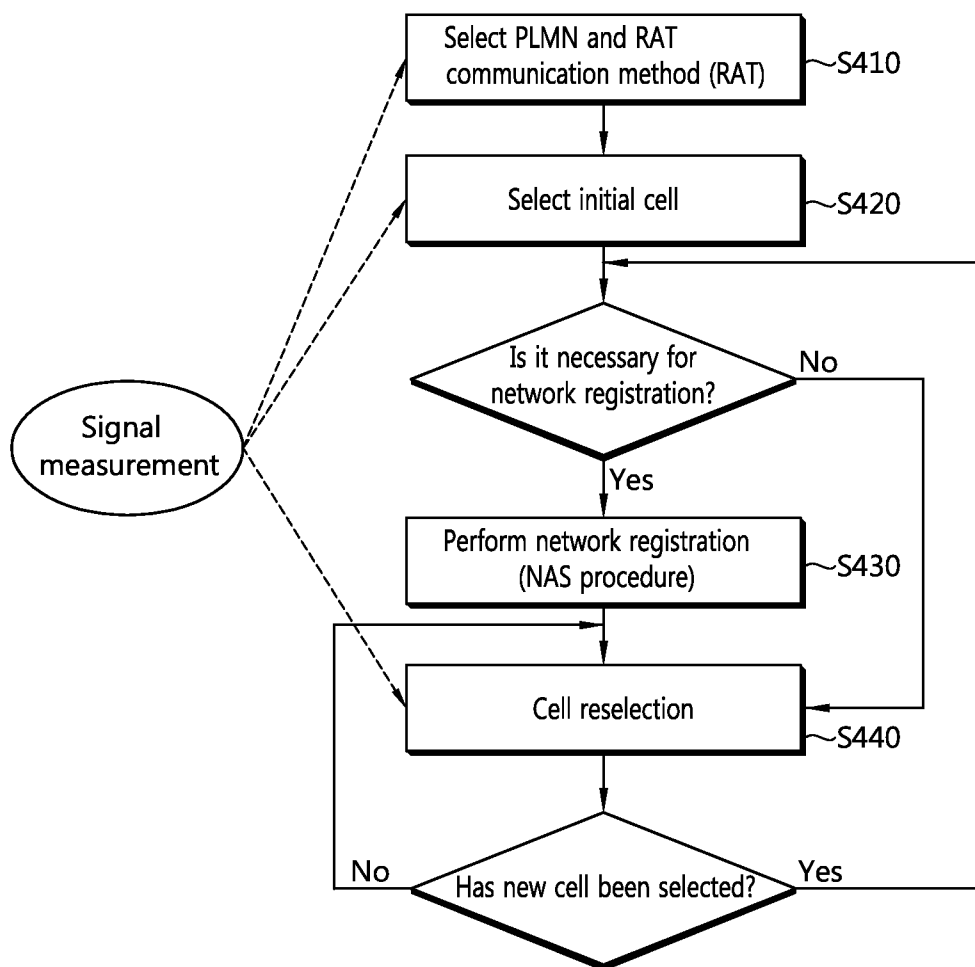 Select PLMN and RAT
communication method (RAT)
S410
Select initial cell
S420
Is it necessary for
network registration?
No
Signal
measurement
Yes
Perform network registration
(NAS procedure)
S430
Cell reselection
S440
No
Has new cell been selected?
Yes